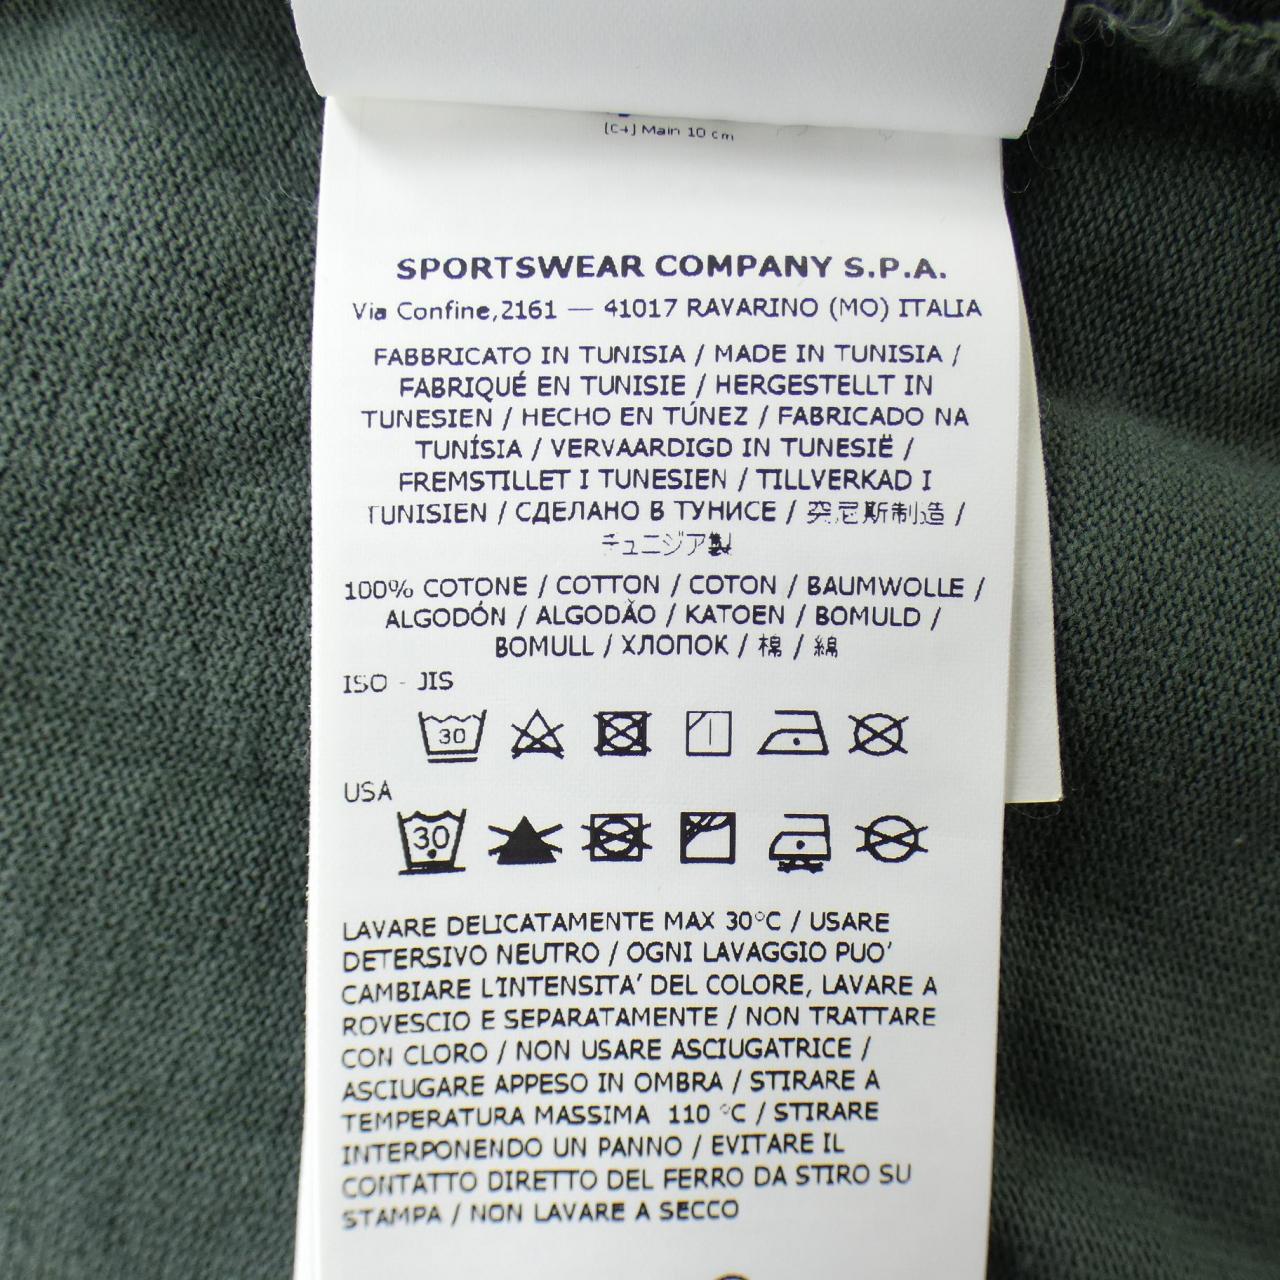 [C+] Main 10 cm
SPORTSWEAR COMPANY S.P.A.
Via Confine,2161 — 41017 RAVARINO (MO) ITALIA
FABBRICATO IN TUNISIA / MADE IN TUNISIA /
FABRIQUÉ EN TUNISIE / HERGESTELLT IN
TUNESIEN / HECHO EN TÚNEZ / FABRICADO NA
TUNÍSIA / VERVAARDIGD IN TUNESIË /
FREMSTILLET I TUNESIEN / TILLVERKAD I
TUNISIEN / СДЕЛАНО В ТУНИСЕ / 突尼斯制造 /
チュニジア製
100% COTONE / COTTON / COTON / BAUMWOLLE /
ALGODÓN / ALGODÃO / KATOEN / BOMULD /
BOMULL / ХЛОПОК / 棉 / 綿
ISO - JIS
30
USA
30
LAVARE DELICATAMENTE MAX 30°C / USARE
DETERSIVO NEUTRO / OGNI LAVAGGIO PUO'
CAMBIARE L'INTENSITA' DEL COLORE, LAVARE A
ROVESCIO E SEPARATAMENTE / NON TRATTARE
CON CLORO / NON USARE ASCIUGATRICE /
ASCIUGARE APPESO IN OMBRA / STIRARE A
TEMPERATURA MASSIMA 110 °C / STIRARE
INTERPONENDO UN PANNO / EVITARE IL
CONTATTO DIRETTO DEL FERRO DA STIRO SU
STAMPA / NON LAVARE A SECCO